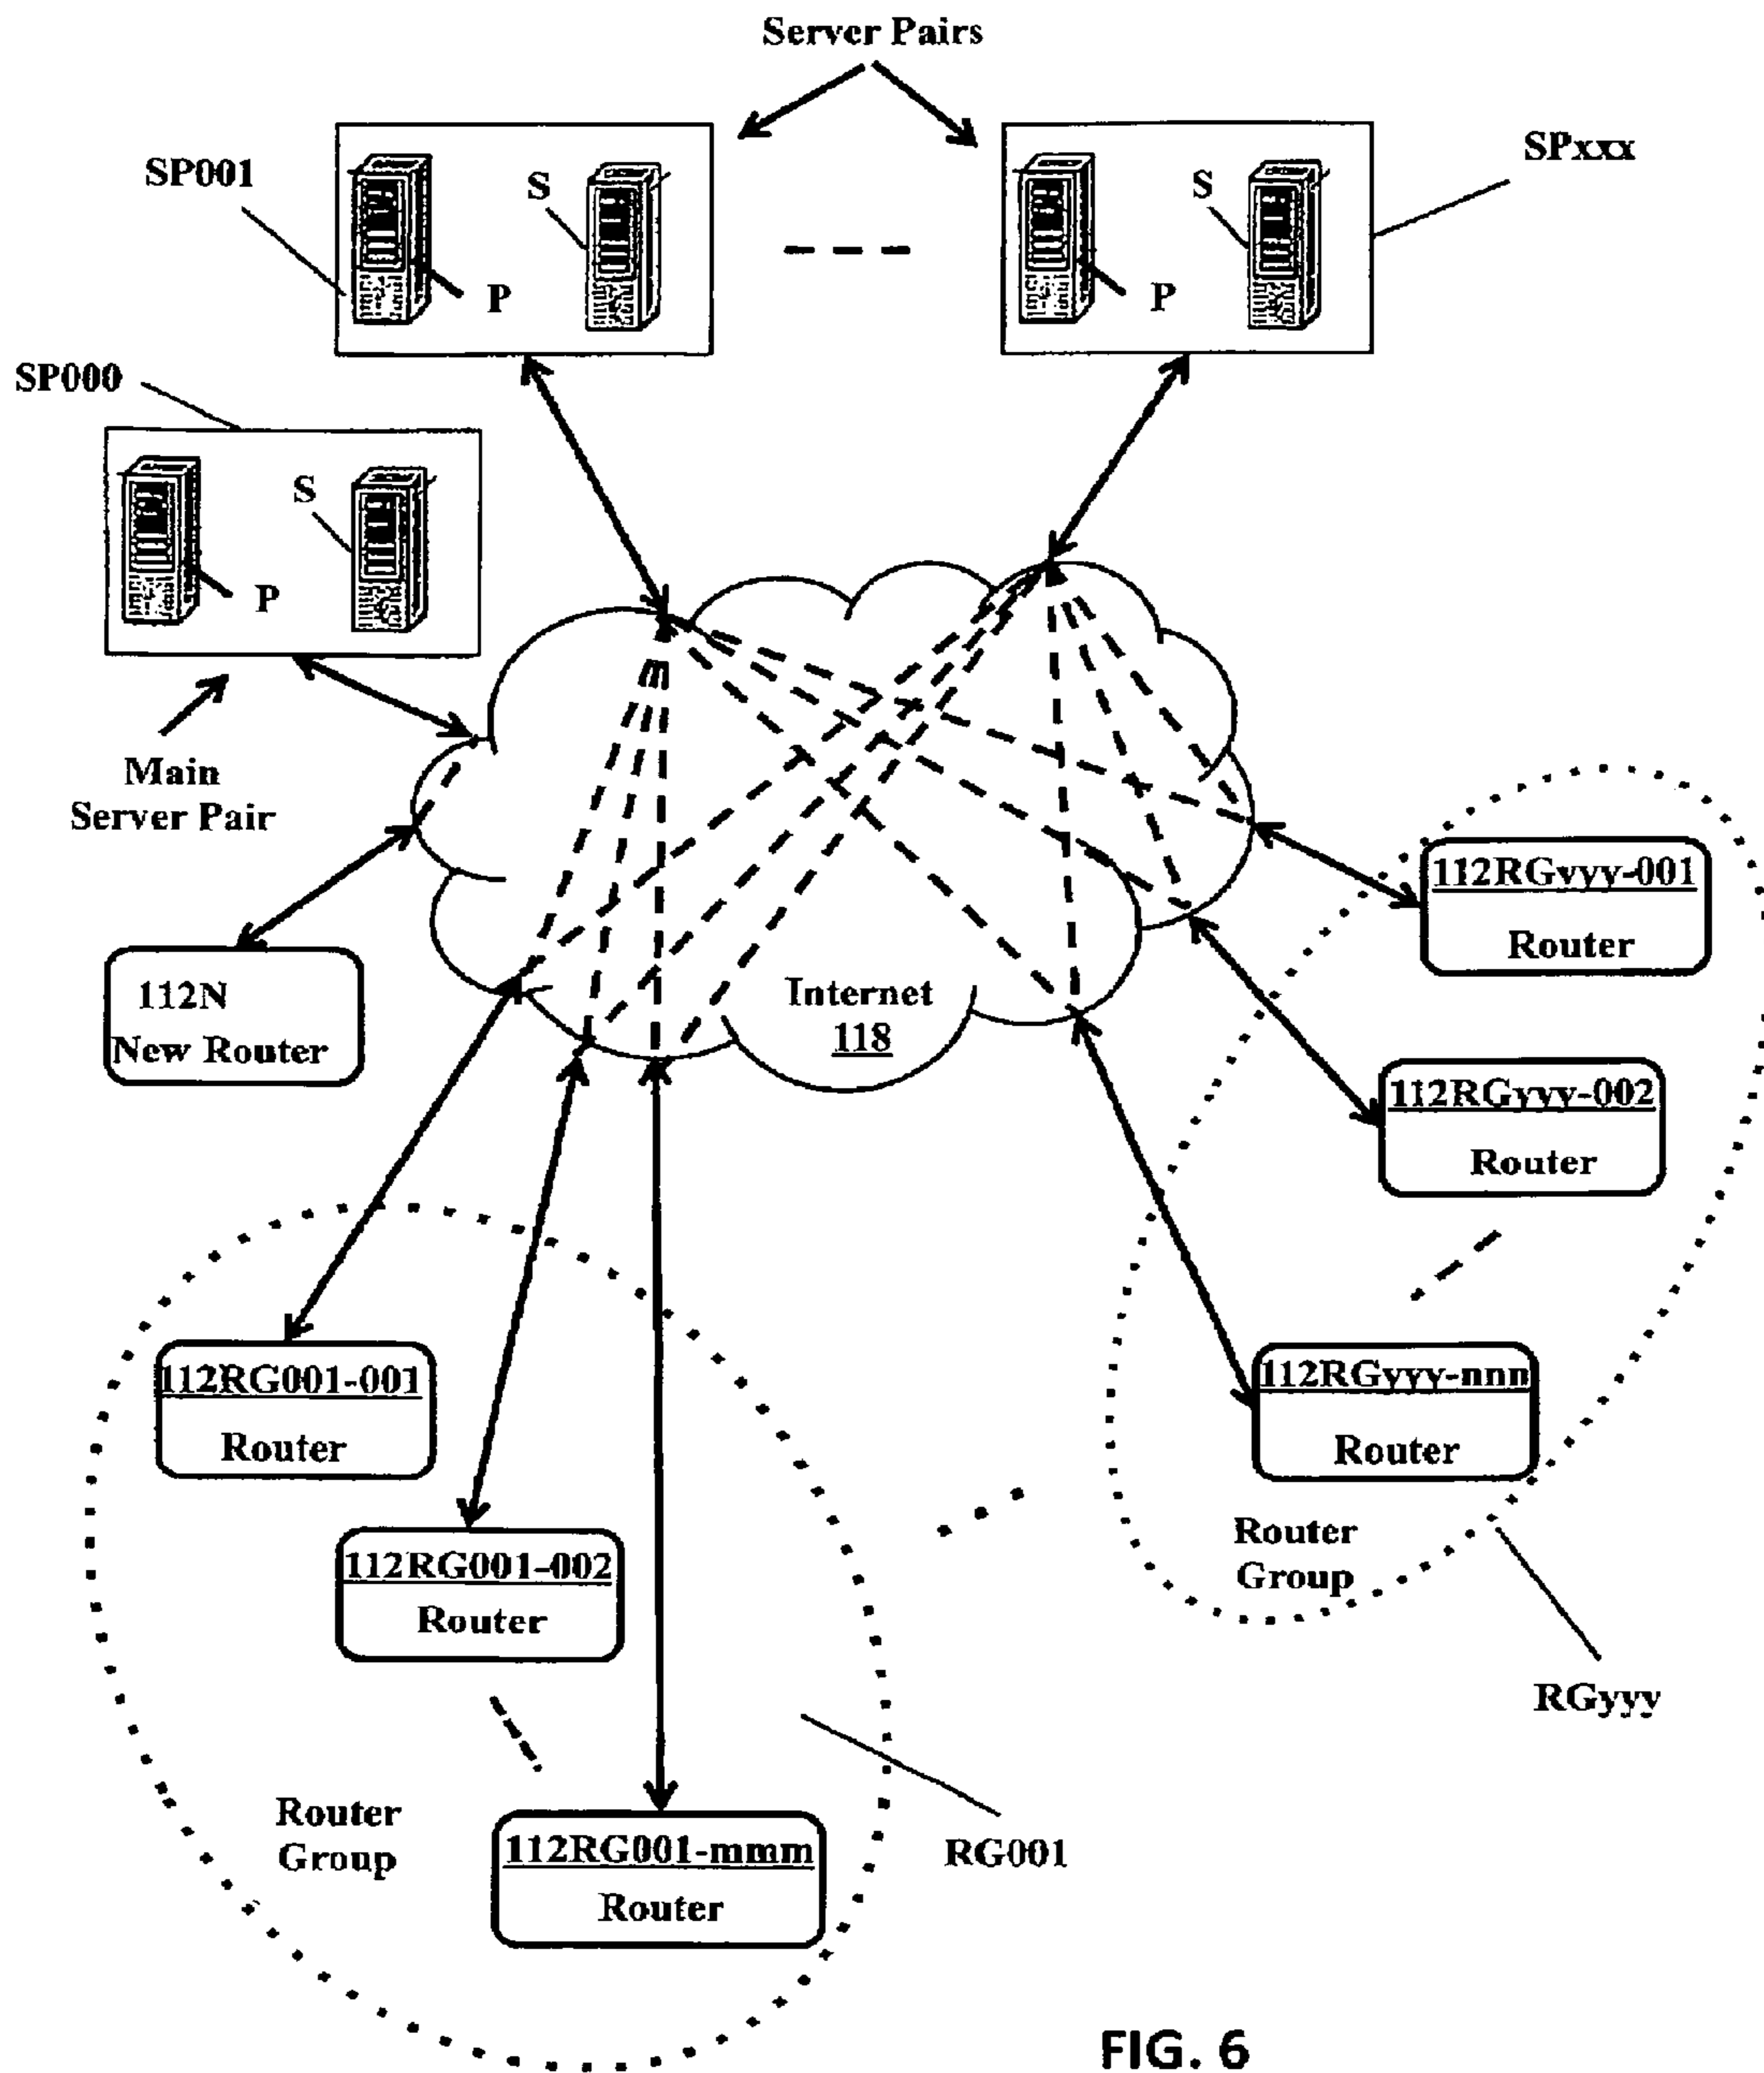 Server Pairs
SP001
S
P
S
P
SPxxx
SP000
S
P
Main
Server Pair
112N
New Router
Internet
118
112RGyyy-001
Router
112RGyyy-002
Router
112RGyyy-nnn
Router
Router
Group
RGyyy
112RG001-001
Router
112RG001-002
Router
112RG001-mmm
Router
Router
Group
RG001
FIG. 6